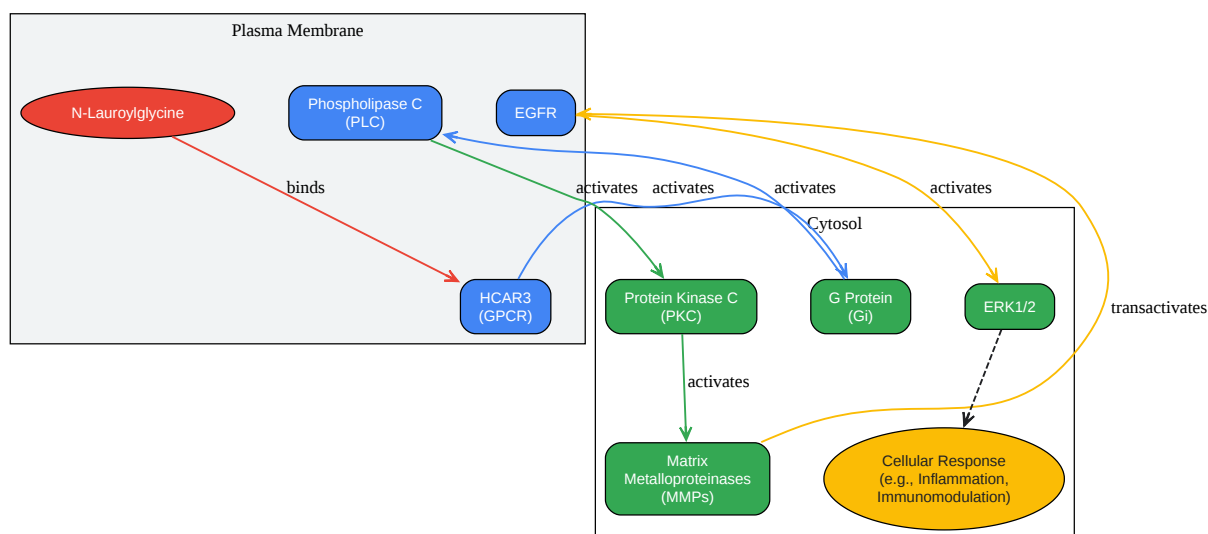 Plasma Membrane
N-Lauroylglycine
Phospholipase C
(PLC)
EGFR
binds
activates
activates
activates
activates
Cytosol
HCAR3
(GPCR)
Protein Kinase C
(PKC)
G Protein
(Gi)
ERK1/2
transactivates
activates
Matrix
Metalloproteinases
(MMPs)
Cellular Response
(e.g., Inflammation,
Immunomodulation)